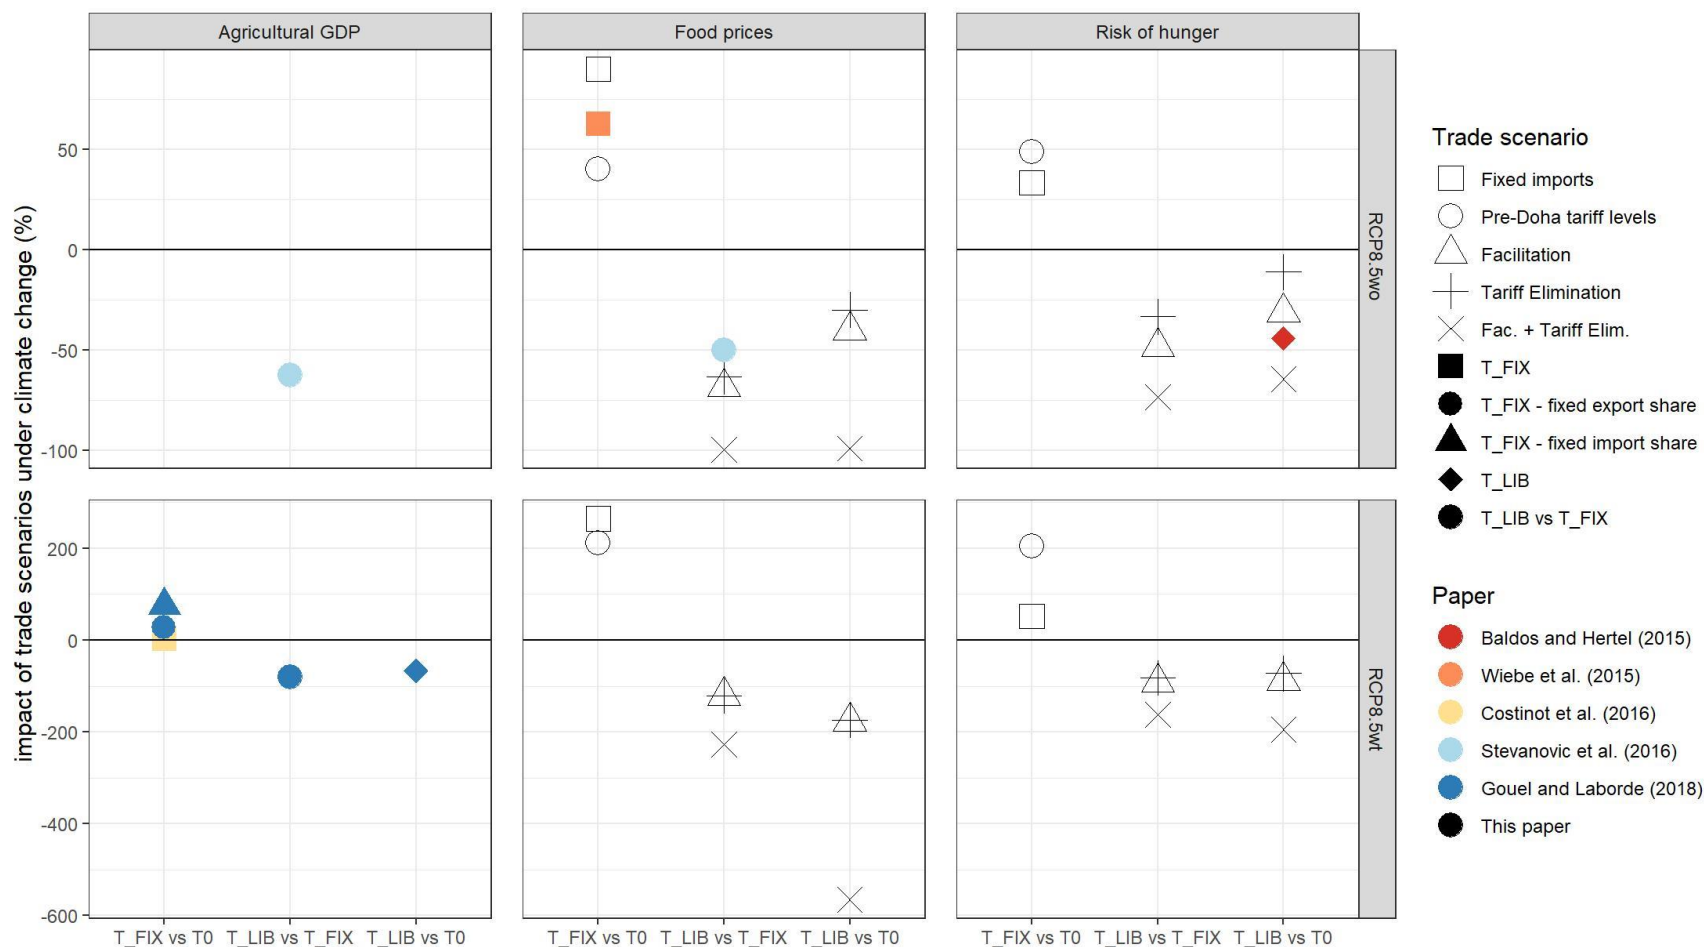 Agricultural GDP
Food prices
Risk of hunger
impact of trade scenarios under climate change (%)
50
0
-50
-100
RCP8.5wo
200
0
-200
-400
-600
RCP8.5wt
T_FIX vs T0
T_LIB vs T_FIX
T_LIB vs T0
T_FIX vs T0
T_LIB vs T_FIX
T_LIB vs T0
T_FIX vs T0
T_LIB vs T_FIX
T_LIB vs T0
Trade scenario
Fixed imports
Pre-Doha tariff levels
Facilitation
Tariff Elimination
Fac. + Tariff Elim.
T_FIX
T_FIX - fixed export share
T_FIX - fixed import share
T_LIB
T_LIB vs T_FIX
Paper
Baldos and Hertel (2015)
Wiebe et al. (2015)
Costinot et al. (2016)
Stevanovic et al. (2016)
Gouel and Laborde (2018)
This paper